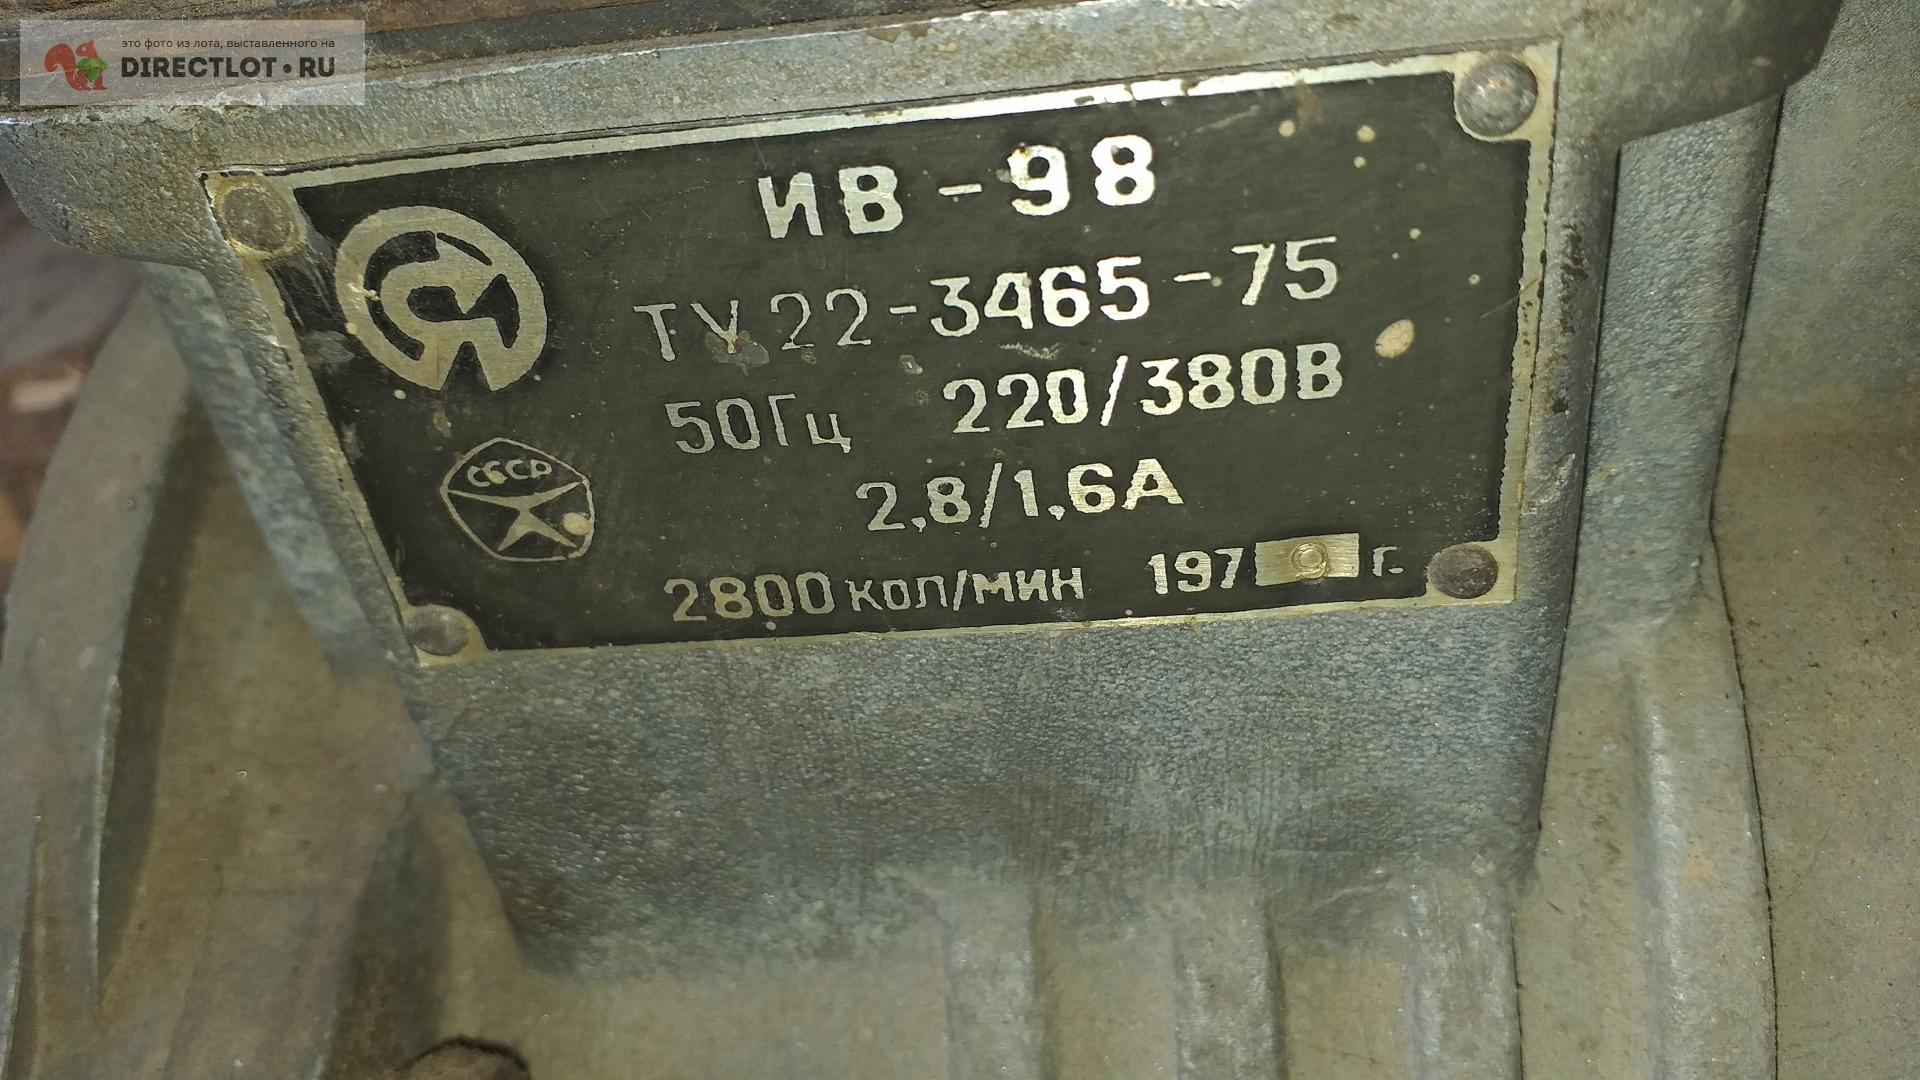 это фото из лота, выставленного на
DIRECTLOT.RU
ИВ-98
ТУ 22-3465-75
50Гц 220/380В
2,8/1,6А
СССР
2800 кол/мин 1979 г.